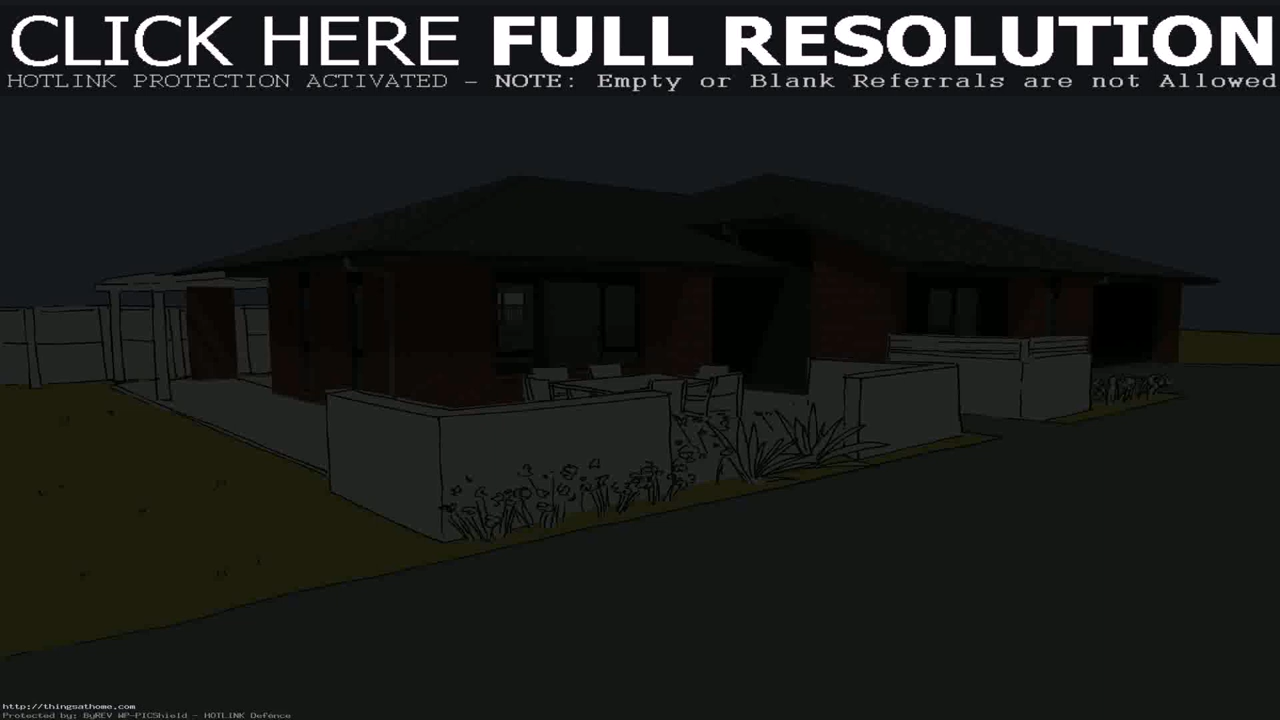 CLICK HERE FULL RESOLUTION
HOTLINK PROTECTION ACTIVATED - NOTE: Empty or Blank Referrals are not Allowed
http://thingsathome.com
Protected by: ByREV WP-PICShield - HOTLINK Defence